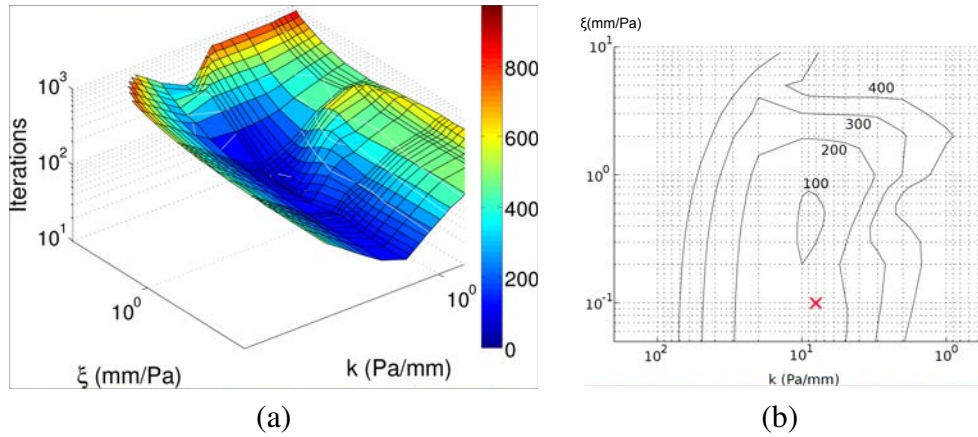 10³
10²
10¹
Iterations
10⁰
ξ (mm/Pa)
10⁰
k (Pa/mm)
800
600
400
200
0
(a)
ξ(mm/Pa)
10¹
10⁰
10⁻¹
400
300
200
100
10² 10¹ 10⁰
k (Pa/mm)
(b)